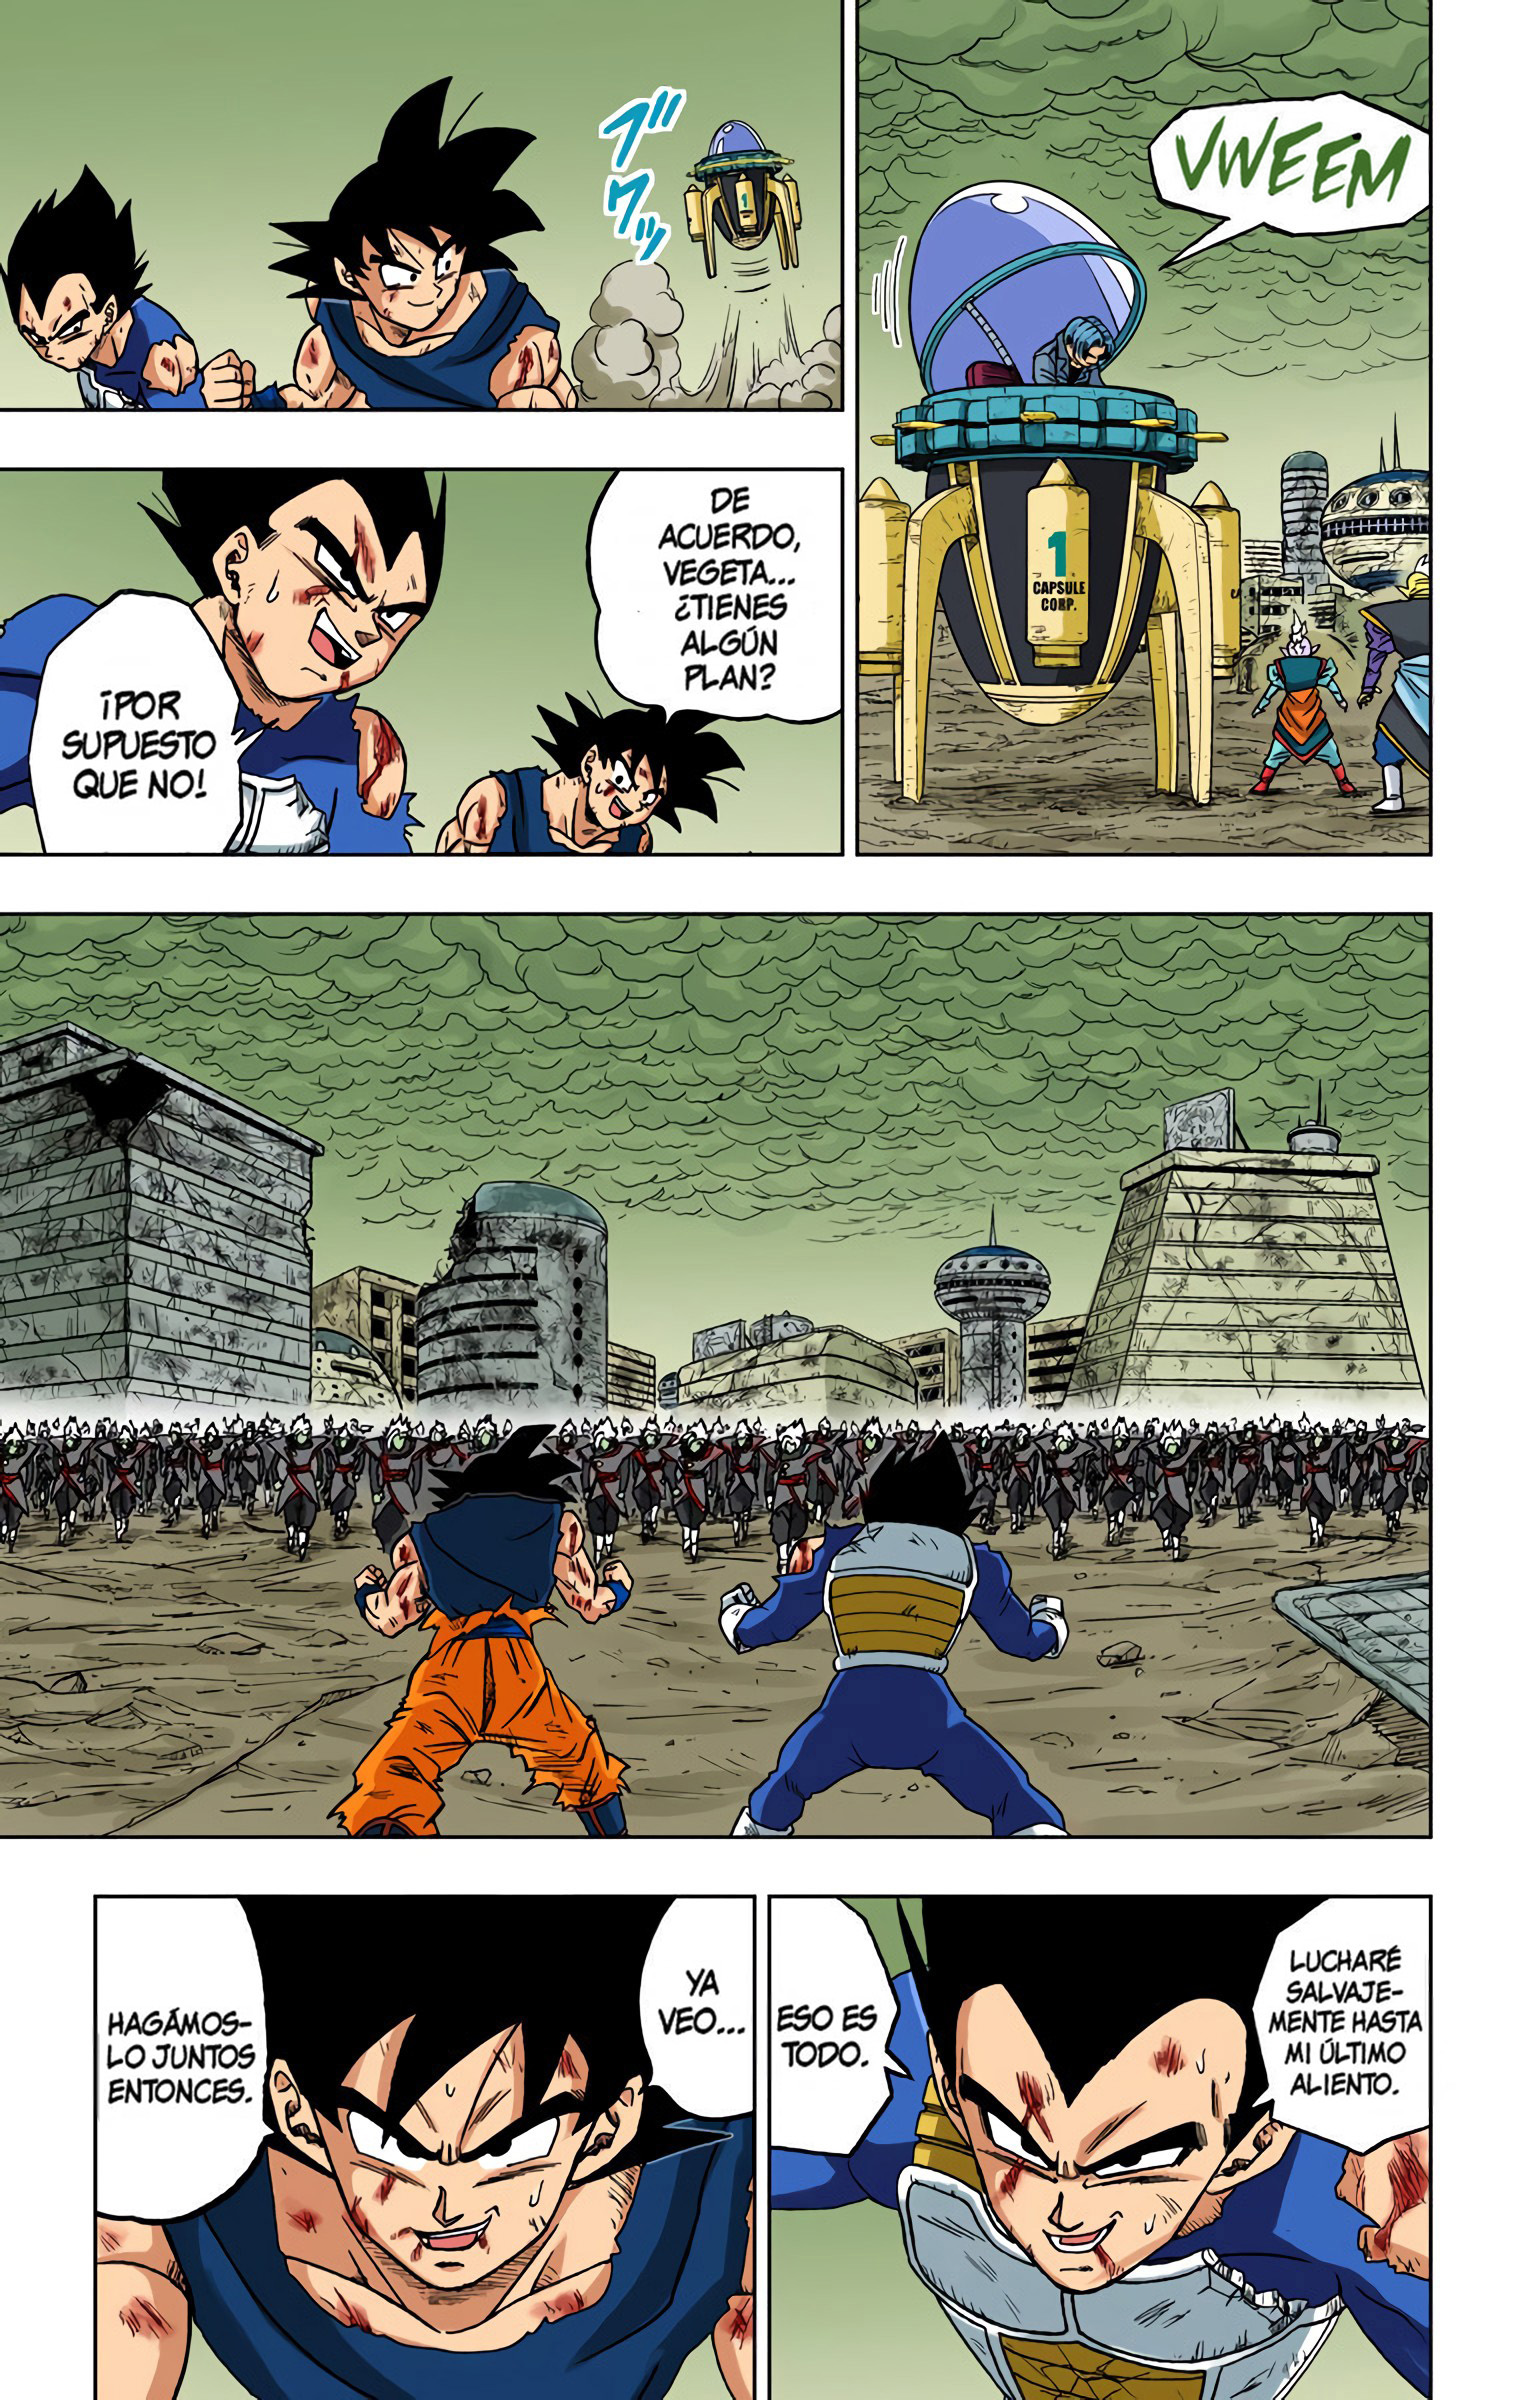 VWEEM
1
CAPSULE
CORP.
ブブ
ワッ
1
DE
ACUERDO,
VEGETA...
¿TIENES
ALGÚN
PLAN?
¡POR
SUPUESTO
QUE NO!
LUCHARÉ
SALVAJE-
MENTE HASTA
MI ÚLTIMO
ALIENTO.
ESO ES
TODO.
YA
VEO...
HAGÁMOS-
LO JUNTOS
ENTONCES.